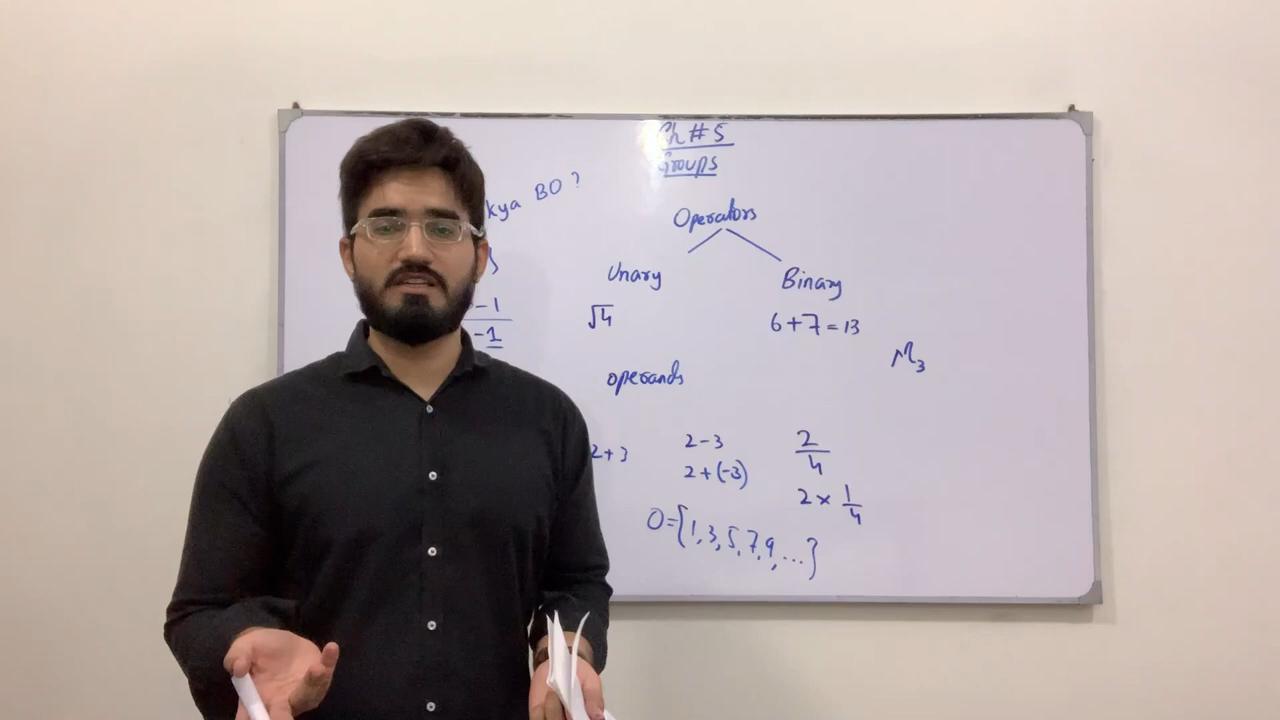 Ch # 5
Groups
kya BO ?
Operators
Unary Binary
-1
√4 6+7=13
-1
M3
operands
2+3 2-3 2/4
2+(-3)
2 × 1/4
O={1,3,5,7,9,...}